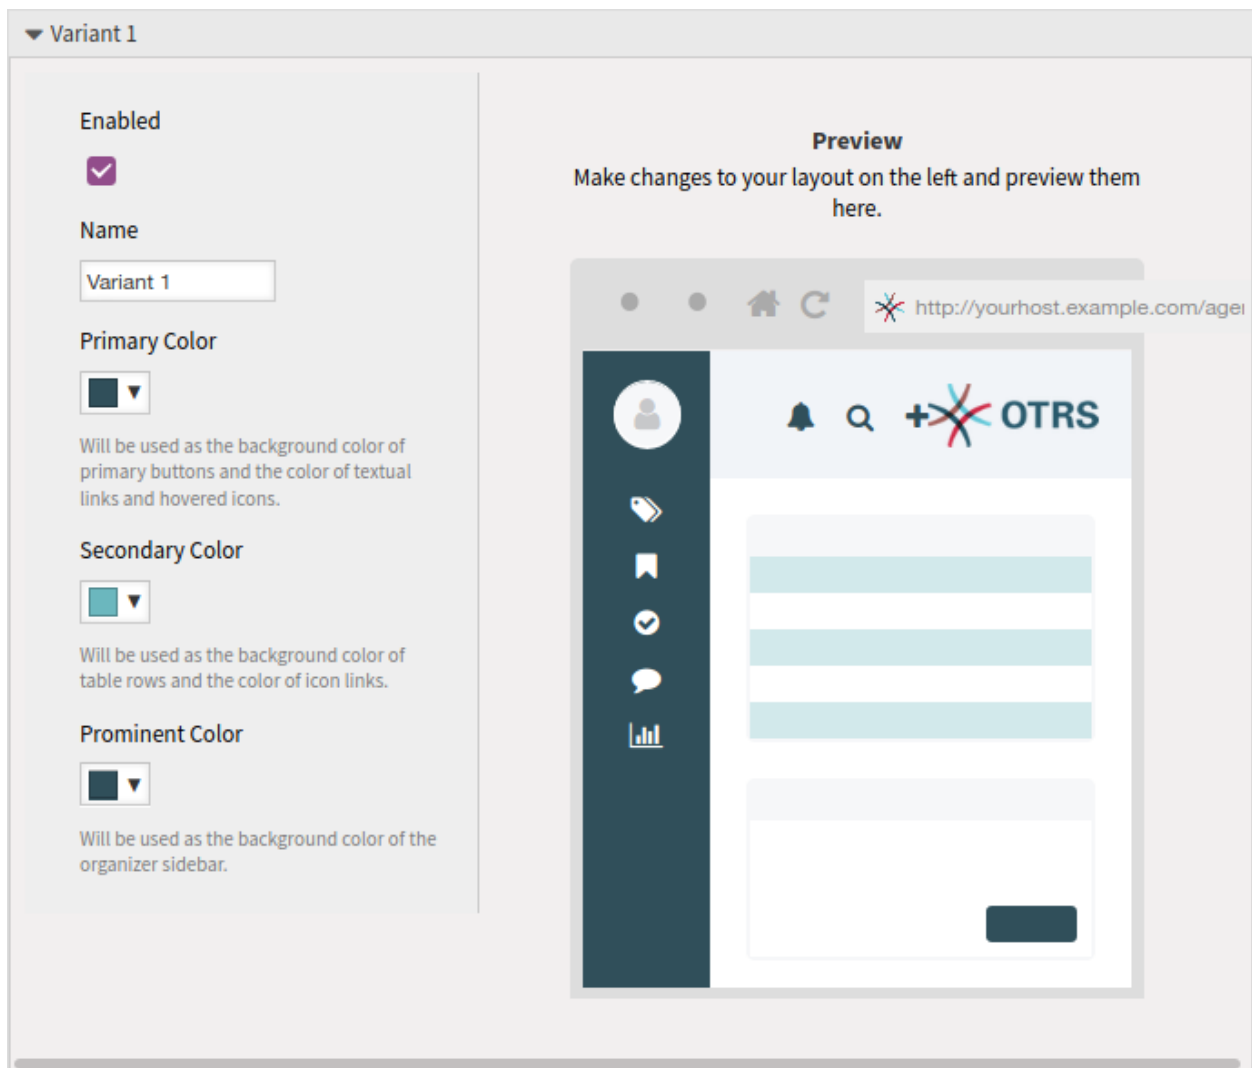 Variant 1
Enabled
Name
Variant 1
Primary Color
Will be used as the background color of
primary buttons and the color of textual
links and hovered icons.
Secondary Color
Will be used as the background color of
table rows and the color of icon links.
Prominent Color
Will be used as the background color of the
organizer sidebar.
Preview
Make changes to your layout on the left and preview them
here.
http://yourhost.example.com/age
OTRS